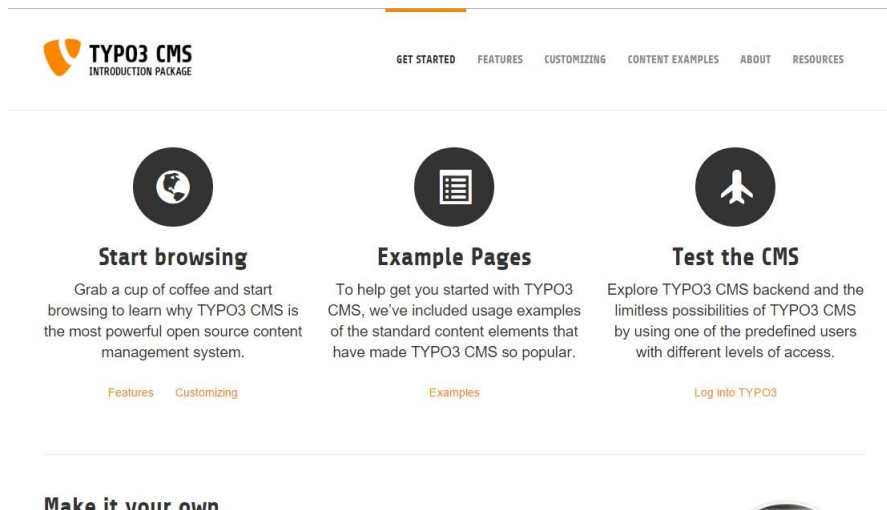 TYPO3 CMS
INTRODUCTION PACKAGE
GET STARTED FEATURES CUSTOMIZING CONTENT EXAMPLES ABOUT RESOURCES
Start browsing
Grab a cup of coffee and start
browsing to learn why TYPO3 CMS is
the most powerful open source content
management system.
Features Customizing
Example Pages
To help get you started with TYPO3
CMS, we've included usage examples
of the standard content elements that
have made TYPO3 CMS so popular.
Examples
Test the CMS
Explore TYPO3 CMS backend and the
limitless possibilities of TYPO3 CMS
by using one of the predefined users
with different levels of access.
Log into TYPO3
Make it your own